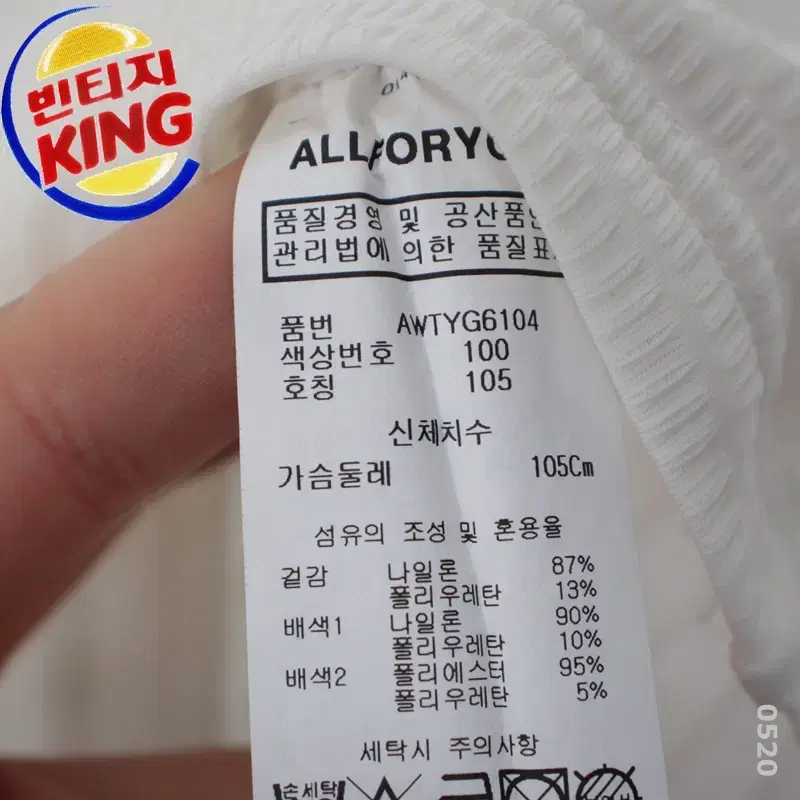 빈티지
KING
ALLFORYO
품질경영 및 공산품안
관리법에 의한 품질표
품번 AWTYG6104
색상번호 100
호칭 105
신체치수
가슴둘레 105Cm
섬유의 조성 및 혼용율
겉감 나일론 87%
폴리우레탄 13%
배색1 나일론 90%
폴리우레탄 10%
배색2 폴리에스터 95%
폴리우레탄 5%
세탁시 주의사항
손세탁
0520